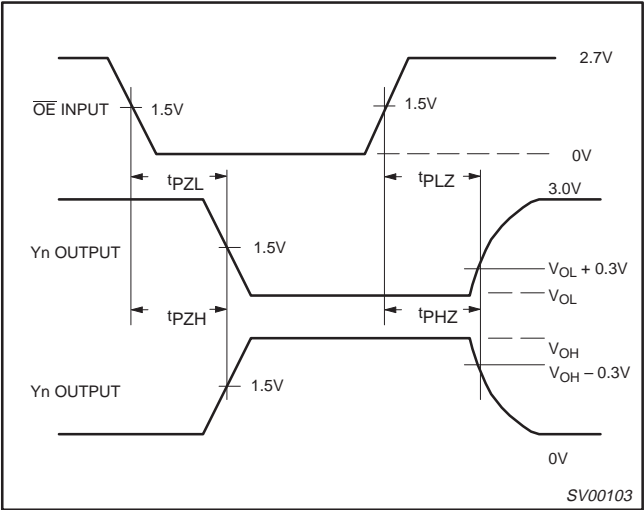 2.7V
OE INPUT
1.5V
1.5V
0V
tPZL
tPLZ
3.0V
Yn OUTPUT
1.5V
VOL + 0.3V
VOL
tPZH
tPHZ
VOH
VOH – 0.3V
Yn OUTPUT
1.5V
0V
SV00103